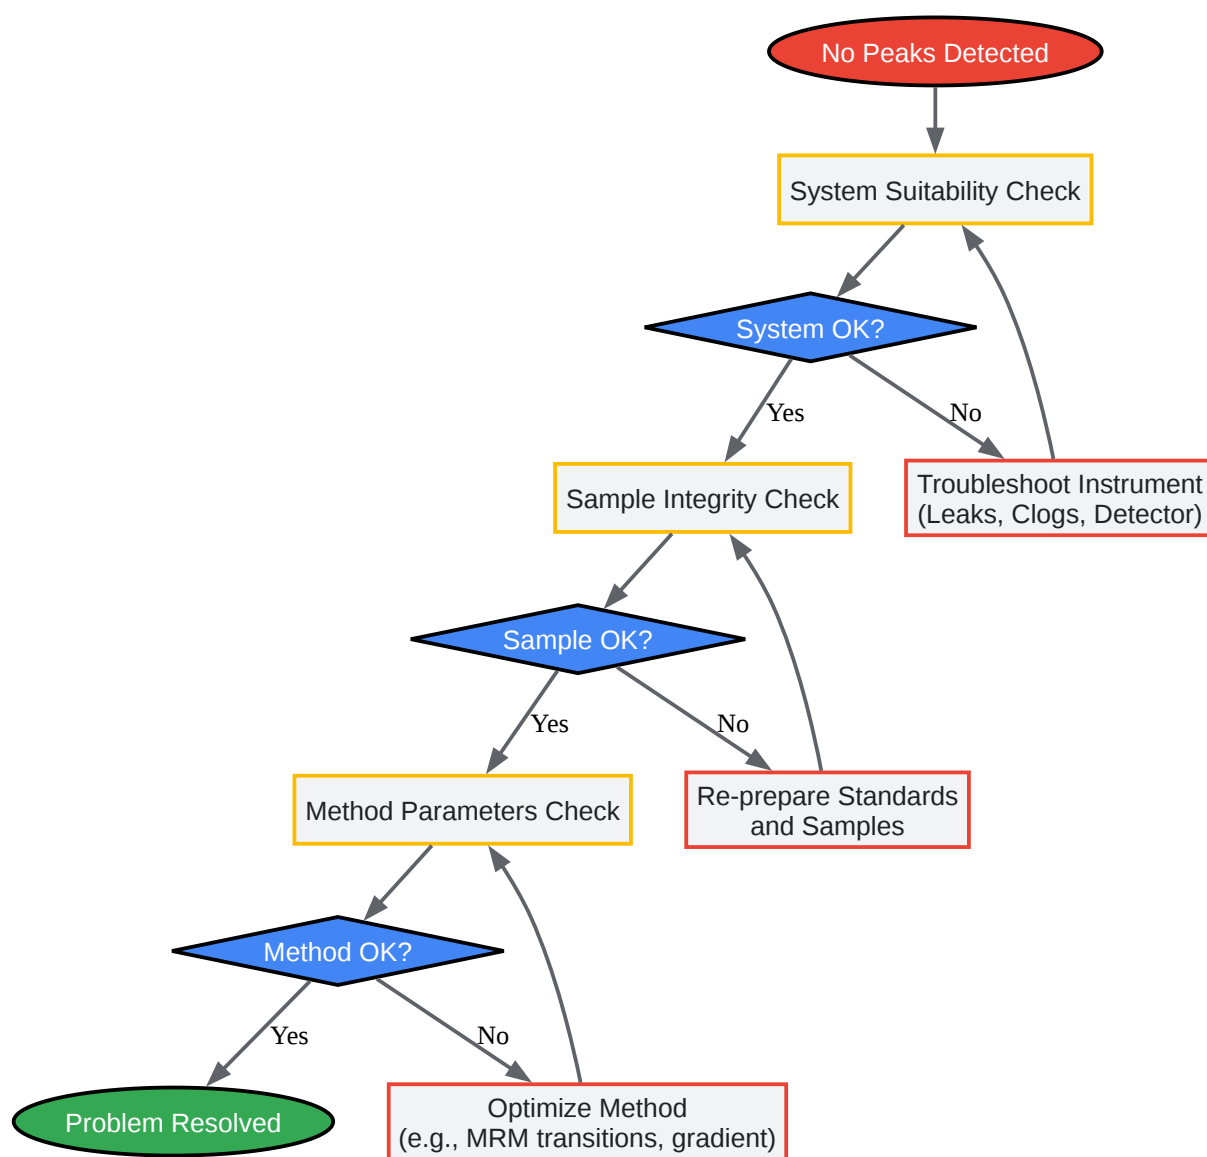 No Peaks Detected
System Suitability Check
System OK?
Yes
No
Sample Integrity Check
Troubleshoot Instrument
(Leaks, Clogs, Detector)
Sample OK?
Yes
No
Method Parameters Check
Re-prepare Standards
and Samples
Method OK?
Yes
No
Problem Resolved
Optimize Method
(e.g., MRM transitions, gradient)